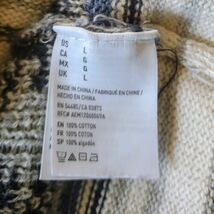 US L
CA G
MX G
UK L
MADE IN CHINA / FABRIQUÉ EN CHINE /
HECHO EN CHINA
RN 54485/CA 03873
EN 100% COTTON
FR 100% COTON
SP 100% algodón